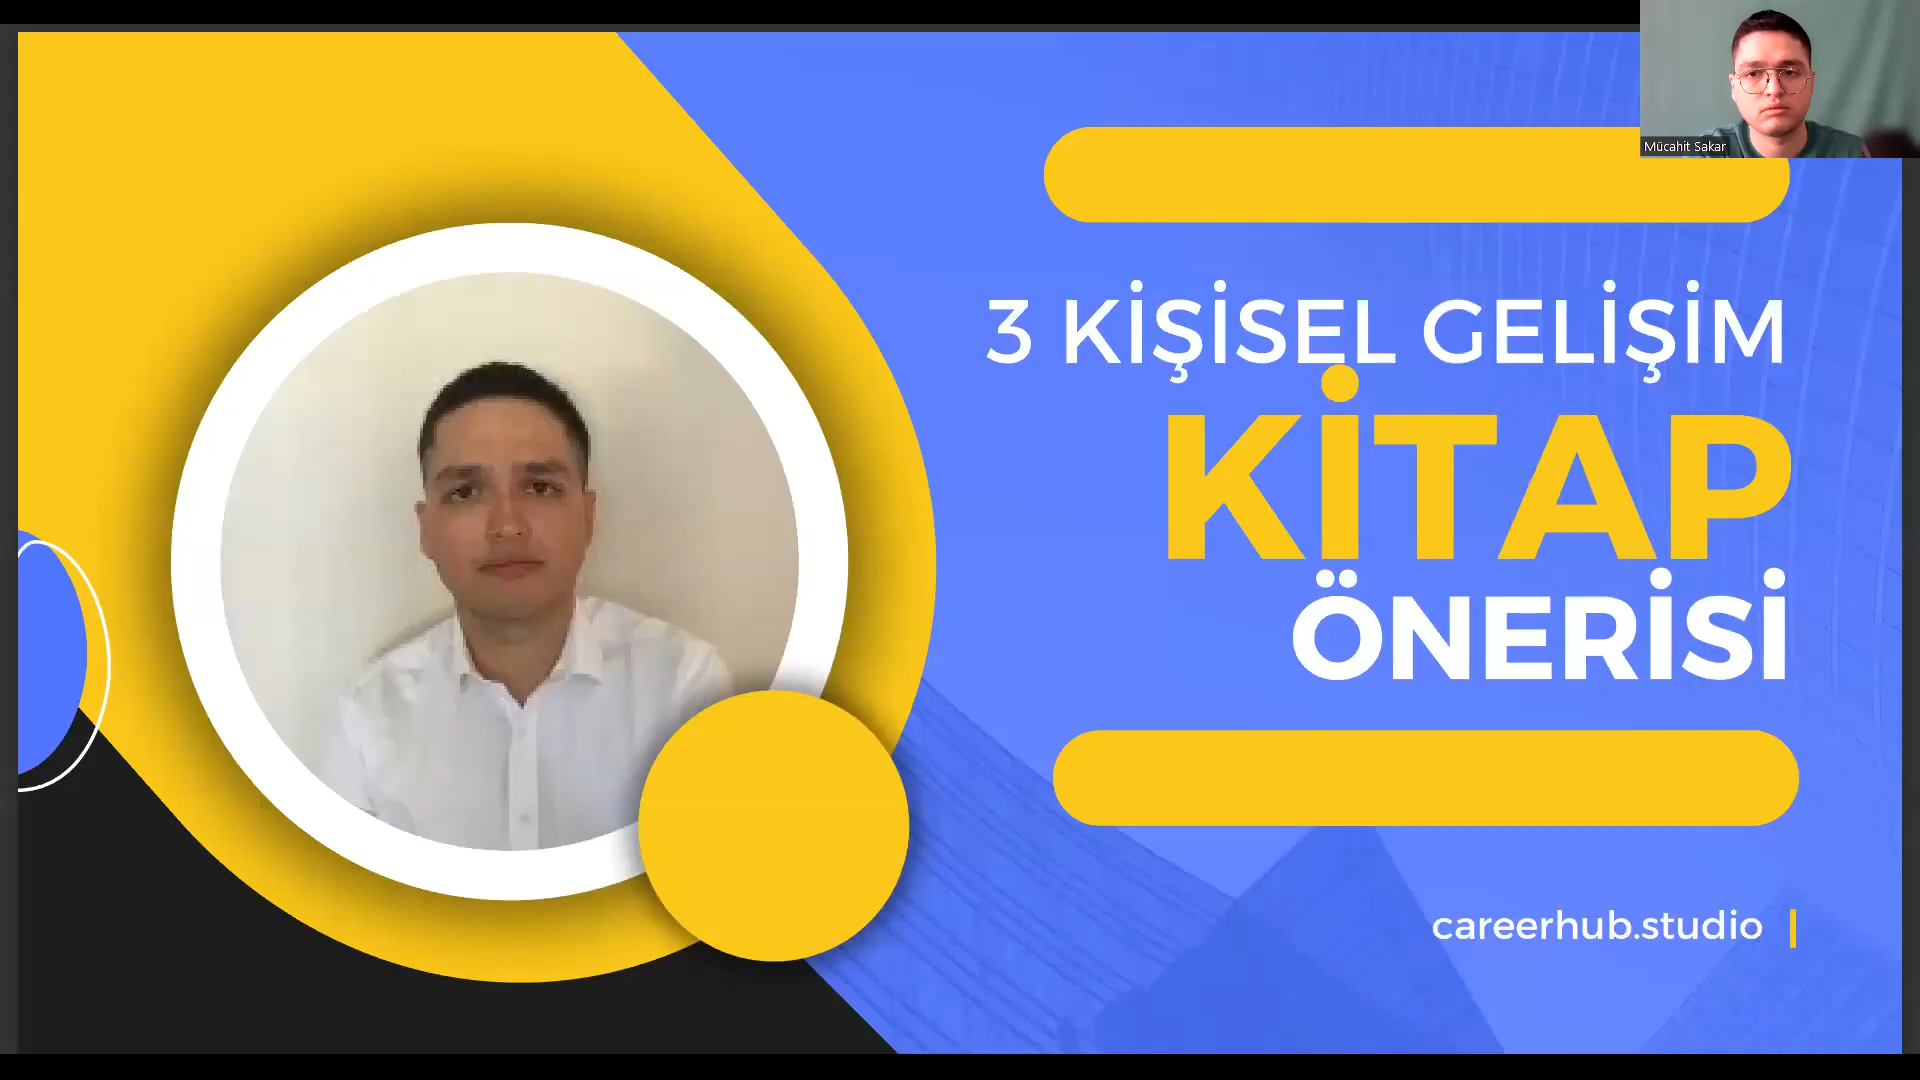 Mücahit Sakar
3 KİŞİSEL GELİŞİM
KİTAP
ÖNERİSİ
careerhub.studio